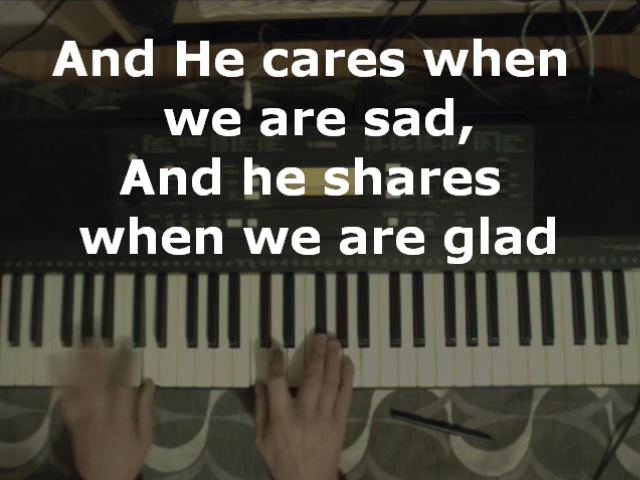 And He cares when
we are sad,
And he shares
when we are glad